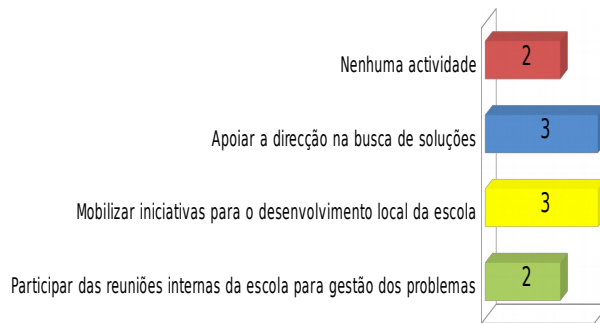 Nenhuma actividade
2
Apoiar a direcção na busca de soluções
3
Mobilizar iniciativas para o desenvolvimento local da escola
3
Participar das reuniões internas da escola para gestão dos problemas
2